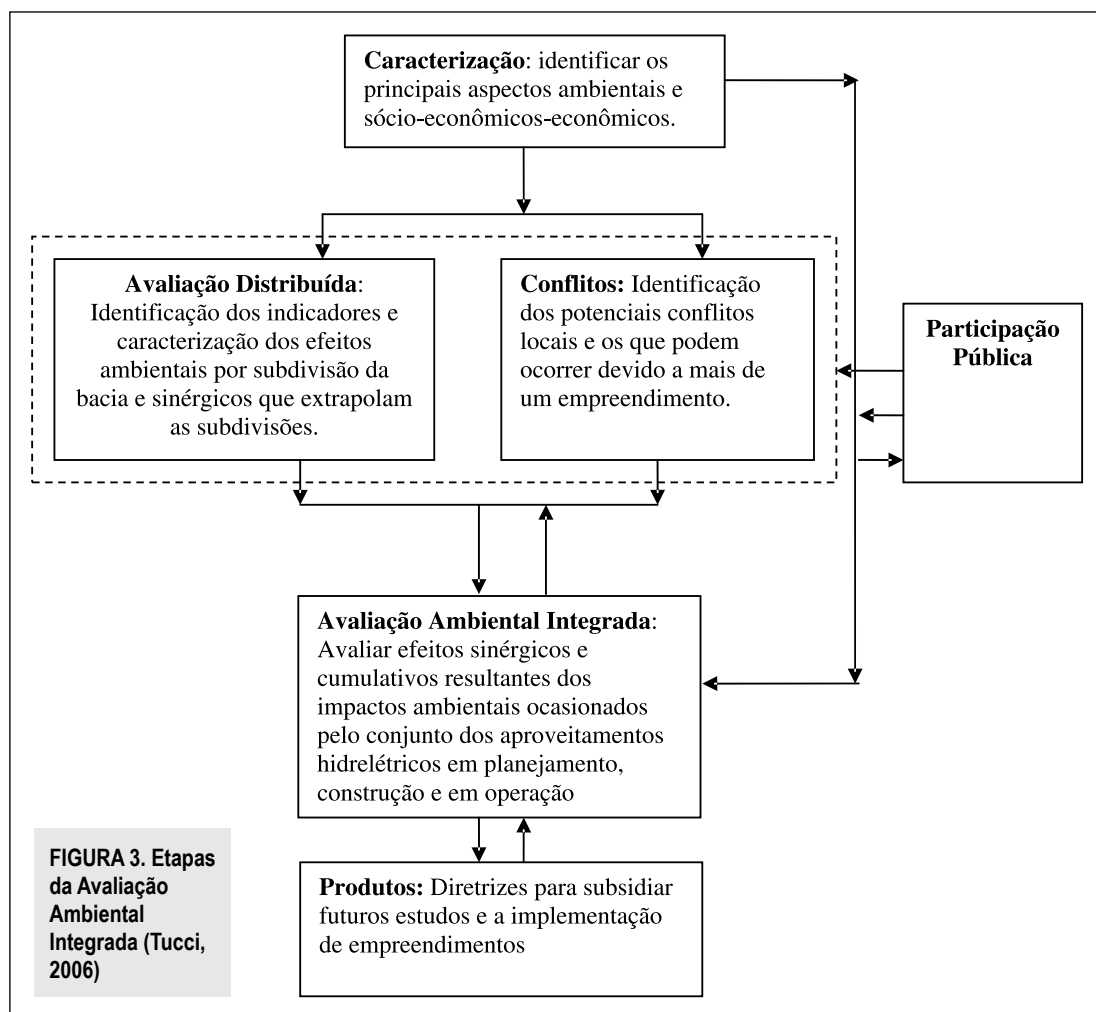 Caracterização: identificar os
principais aspectos ambientais e
sócio-econômicos-econômicos.
Avaliação Distribuída:
Identificação dos indicadores e
caracterização dos efeitos
ambientais por subdivisão da
bacia e sinérgicos que extrapolam
as subdivisões.
Conflitos: Identificação
dos potenciais conflitos
locais e os que podem
ocorrer devido a mais de
um empreendimento.
Participação
Pública
Avaliação Ambiental Integrada:
Avaliar efeitos sinérgicos e
cumulativos resultantes dos
impactos ambientais ocasionados
pelo conjunto dos aproveitamentos
hidrelétricos em planejamento,
construção e em operação
Produtos: Diretrizes para subsidiar
futuros estudos e a implementação
de empreendimentos
FIGURA 3. Etapas
da Avaliação
Ambiental
Integrada (Tucci,
2006)